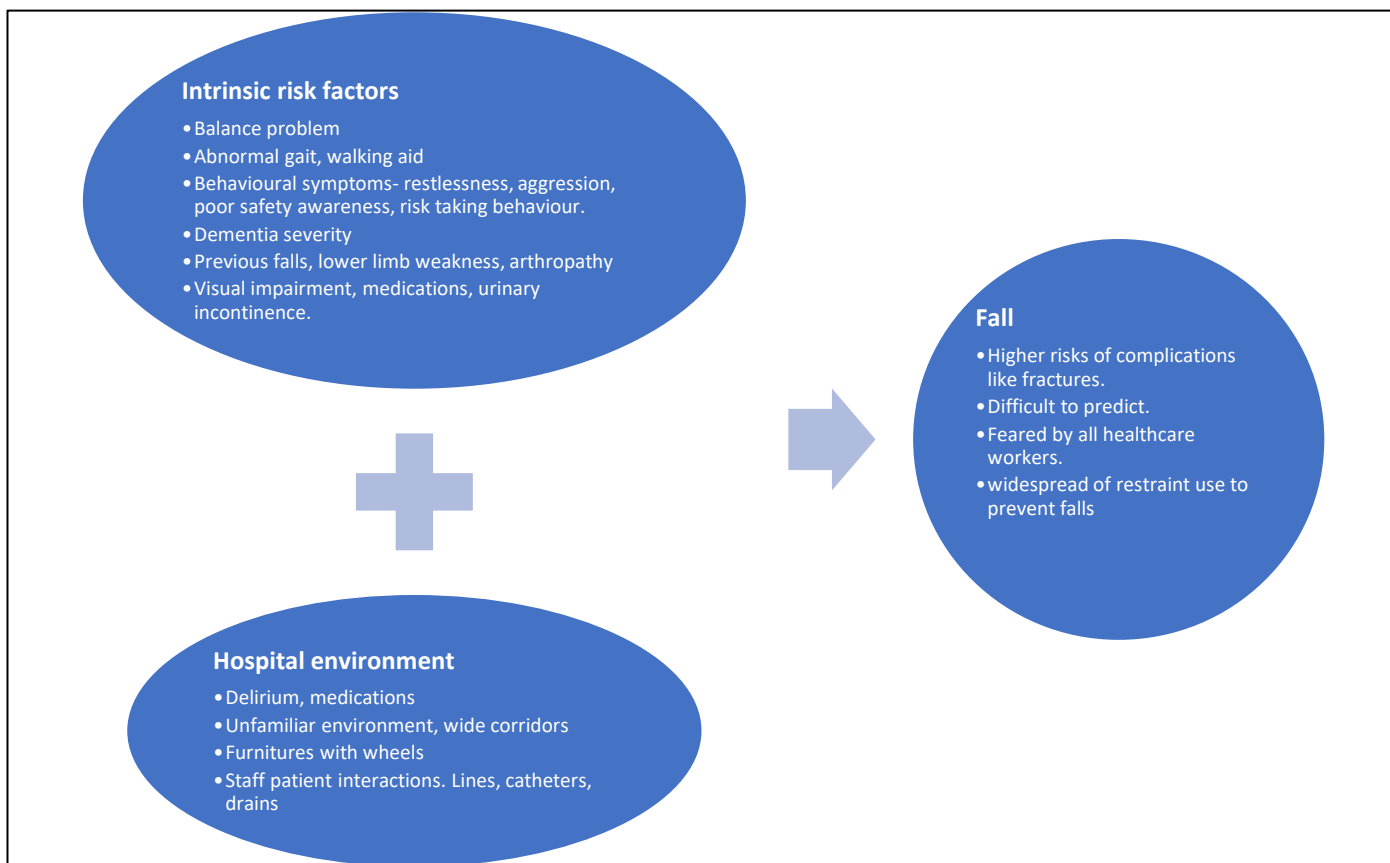 Intrinsic risk factors
•Balance problem
•Abnormal gait, walking aid
•Behavioural symptoms- restlessness, aggression,
poor safety awareness, risk taking behaviour.
•Dementia severity
•Previous falls, lower limb weakness, arthropathy
•Visual impairment, medications, urinary
incontinence.
Hospital environment
•Delirium, medications
•Unfamiliar environment, wide corridors
•Furnitures with wheels
•Staff patient interactions. Lines, catheters,
drains
Fall
•Higher risks of complications
like fractures.
•Difficult to predict.
•Feared by all healthcare
workers.
•widespread of restraint use to
prevent falls